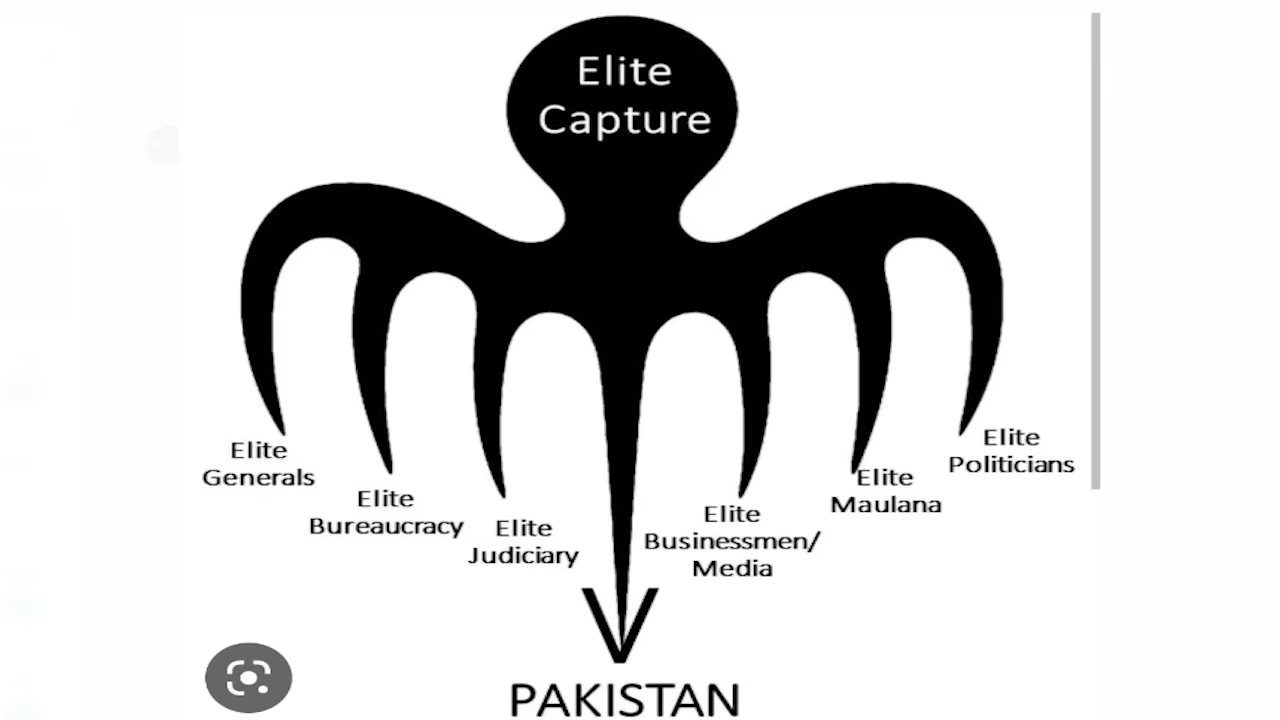 Elite
Capture
Elite
Generals
Elite
Bureaucracy
Elite
Judiciary
Elite
Businessmen/
Media
Elite
Maulana
Elite
Politicians
PAKISTAN